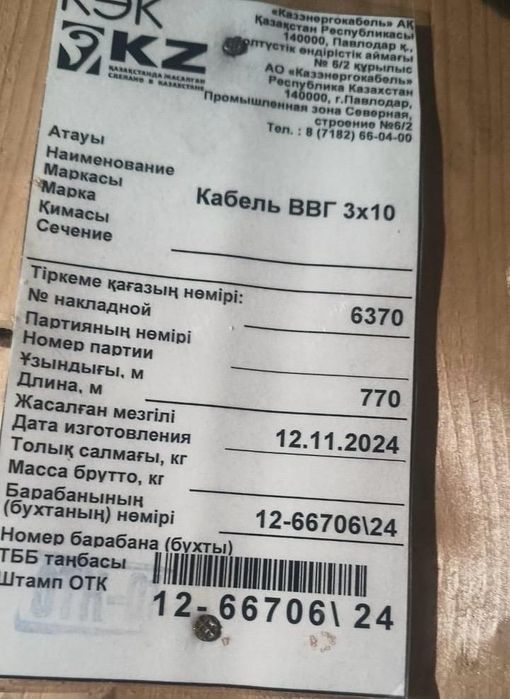 КЭК
KZ
ҚАЗАҚСТАНДА ЖАСАЛҒАН
СДЕЛАНО В КАЗАХСТАНЕ
«Казэнергокабель» АҚ
Қазақстан Республикасы
140000, Павлодар қ.,
олтүстік өндірістік аймағы
№ 6/2 құрылыс
АО «Казэнергокабель»
Республика Казахстан
140000, г.Павлодар,
Промышленная зона Северная,
строение №6/2
Тел. : 8 (7182) 66-04-00
Атауы
Наименование
Маркасы
Марка
Қимасы
Сечение
Кабель ВВГ 3х10
Тіркеме қағазың нөмірі:
№ накладной
6370
Партияның нөмірі
Номер партии
Ұзындығы, м
Длина, м
770
Жасалған мезгілі
Дата изготовления
12.11.2024
Толық салмағы, кг
Масса брутто, кг
Барабанының
(бухтаның) нөмірі
12-66706\24
Номер барабана (бухты)
ТББ таңбасы
Штамп ОТК
12-66706\ 24